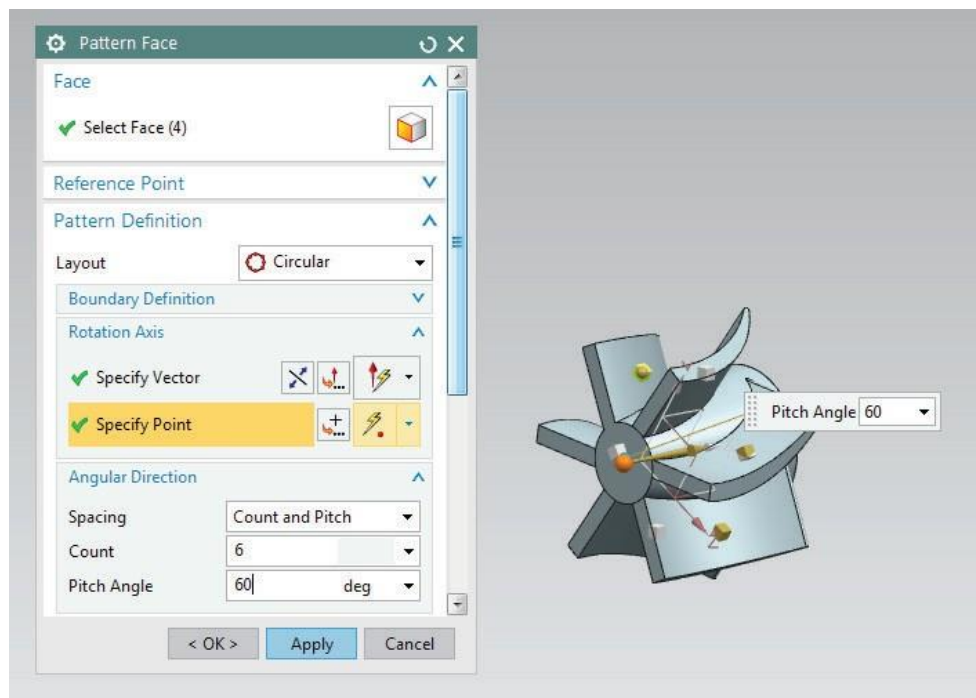 Pattern Face
Face
Select Face (4)
Reference Point
Pattern Definition
Layout Circular
Boundary Definition
Rotation Axis
Specify Vector
Specify Point
Angular Direction
Spacing Count and Pitch
Count 6
Pitch Angle 60 deg
< OK > Apply Cancel
Pitch Angle 60
Z